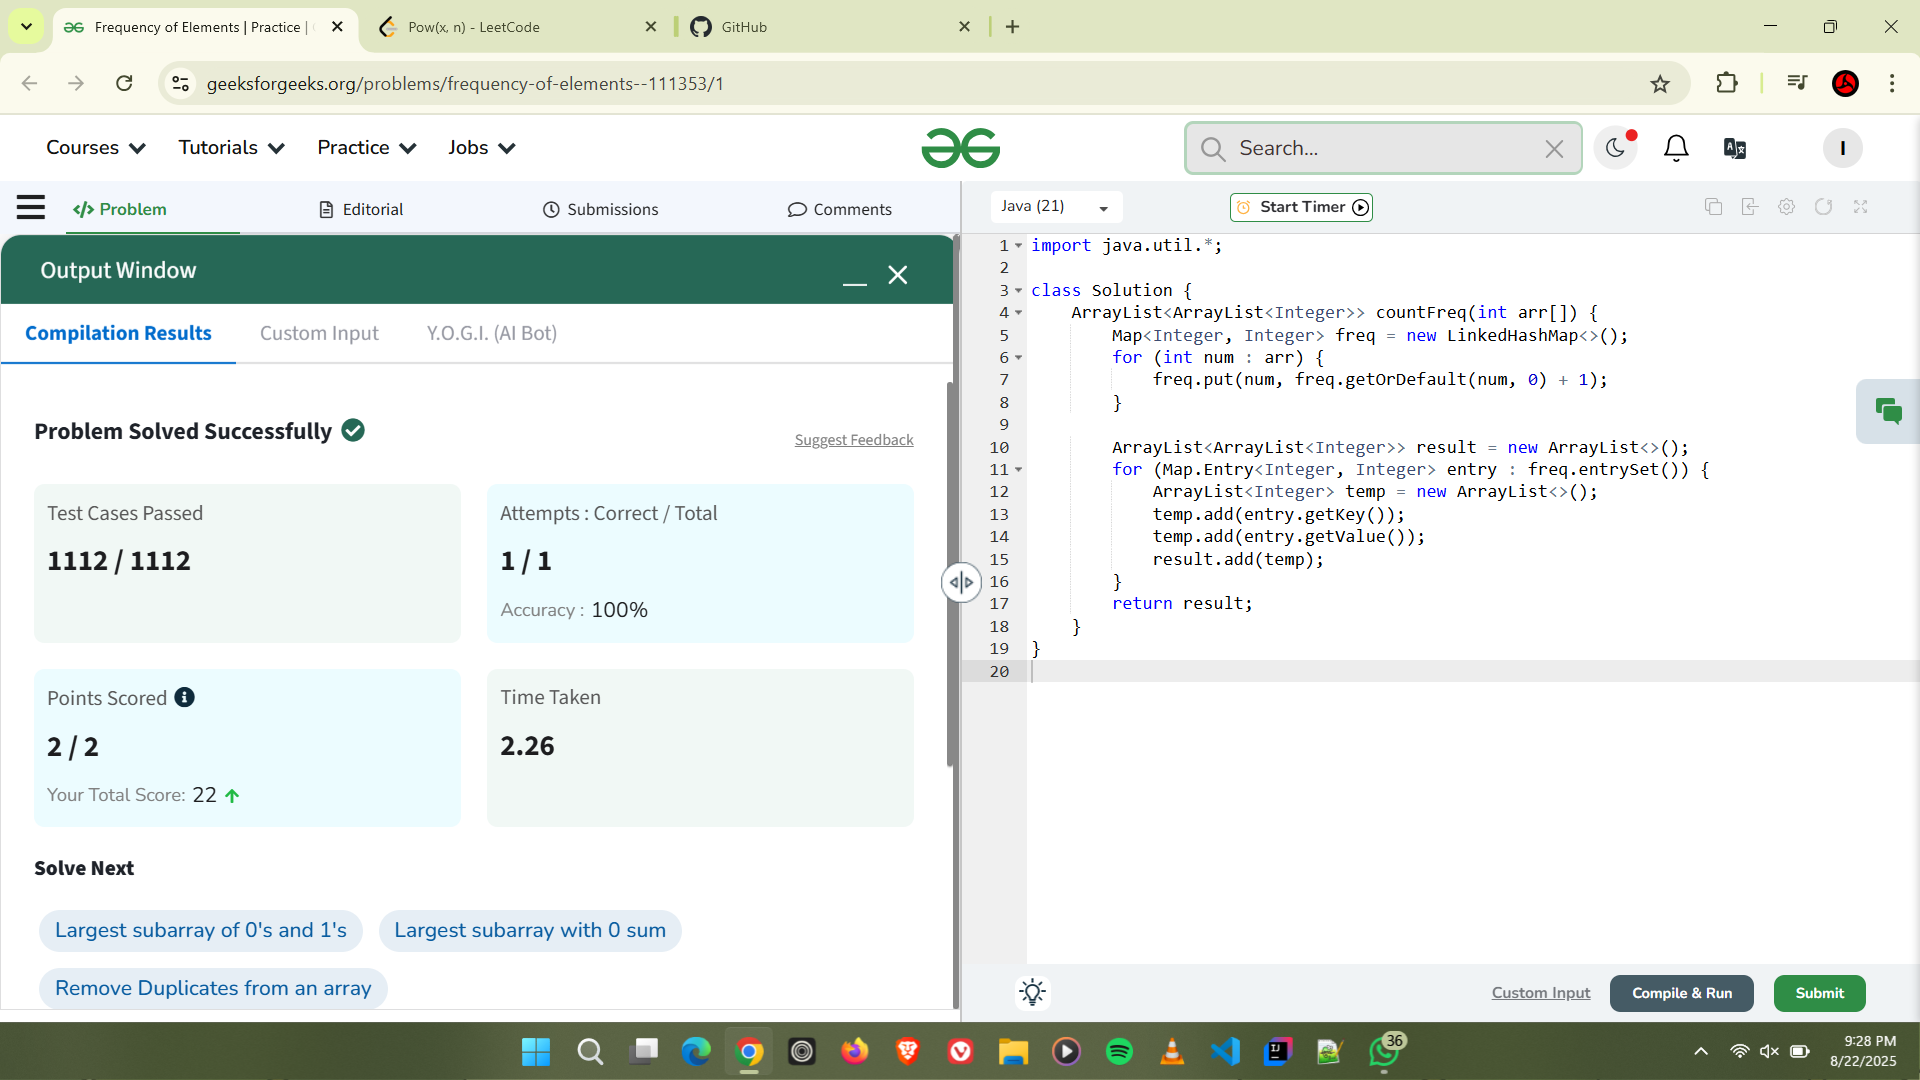 Frequency of Elements | Practice |
Pow(x, n) - LeetCode
GitHub
geeksforgeeks.org/problems/frequency-of-elements--111353/1
Courses
Tutorials
Practice
Jobs
Search...
I
Problem
Editorial
Submissions
Comments
Java (21)
Start Timer
Output Window
Compilation Results
Custom Input
Y.O.G.I. (AI Bot)
Problem Solved Successfully
Suggest Feedback
Test Cases Passed
1112 / 1112
Attempts : Correct / Total
1 / 1
Accuracy : 100%
Points Scored
2 / 2
Your Total Score: 22
Time Taken
2.26
Solve Next
Largest subarray of 0's and 1's
Largest subarray with 0 sum
Remove Duplicates from an array
1 import java.util.*;
2
3 class Solution {
4     ArrayList<ArrayList<Integer>> countFreq(int arr[]) {
5         Map<Integer, Integer> freq = new LinkedHashMap<>();
6         for (int num : arr) {
7             freq.put(num, freq.getOrDefault(num, 0) + 1);
8         }
9
10         ArrayList<ArrayList<Integer>> result = new ArrayList<>();
11         for (Map.Entry<Integer, Integer> entry : freq.entrySet()) {
12             ArrayList<Integer> temp = new ArrayList<>();
13             temp.add(entry.getKey());
14             temp.add(entry.getValue());
15             result.add(temp);
16         }
17         return result;
18     }
19 }
20
Custom Input
Compile & Run
Submit
36
9:28 PM
8/22/2025